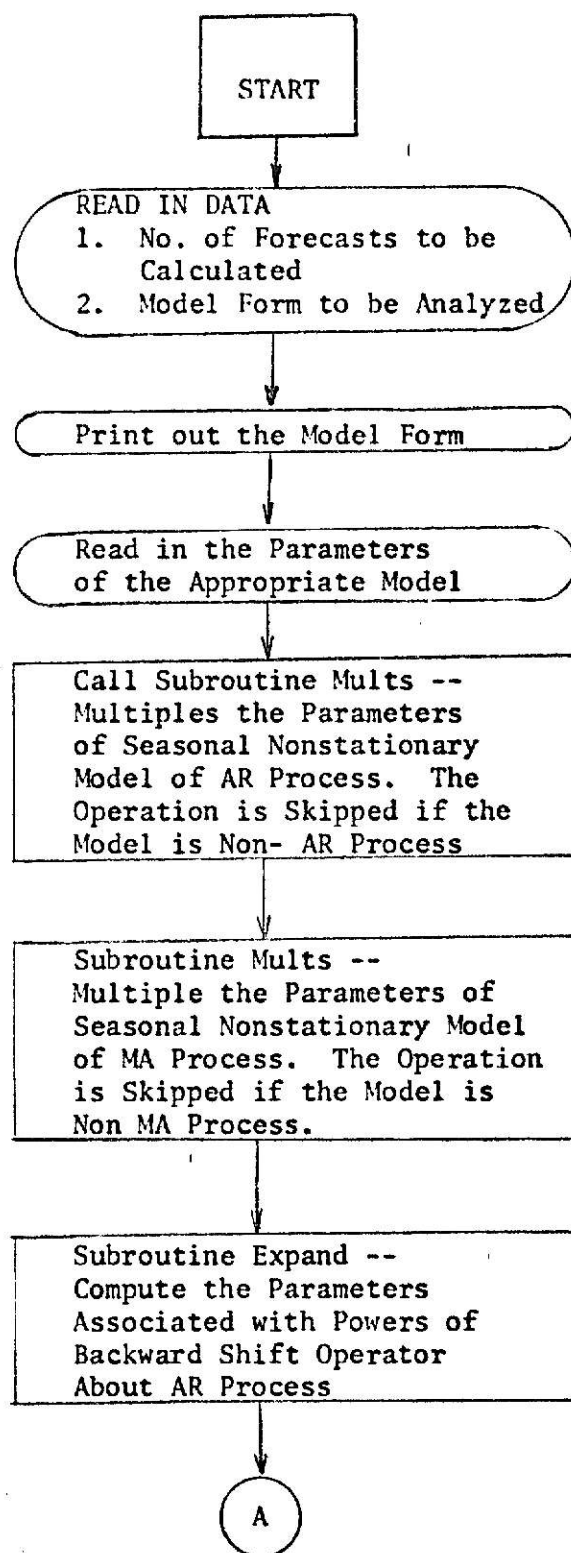 START
READ IN DATA
1. No. of Forecasts to be
Calculated
2. Model Form to be Analyzed
Print out the Model Form
Read in the Parameters
of the Appropriate Model
Call Subroutine Mults --
Multiples the Parameters
of Seasonal Nonstationary
Model of AR Process. The
Operation is Skipped if the
Model is Non- AR Process
Subroutine Mults --
Multiple the Parameters of
Seasonal Nonstationary Model
of MA Process. The Operation
is Skipped if the Model is
Non MA Process.
Subroutine Expand --
Compute the Parameters
Associated with Powers of
Backward Shift Operator
About AR Process
A